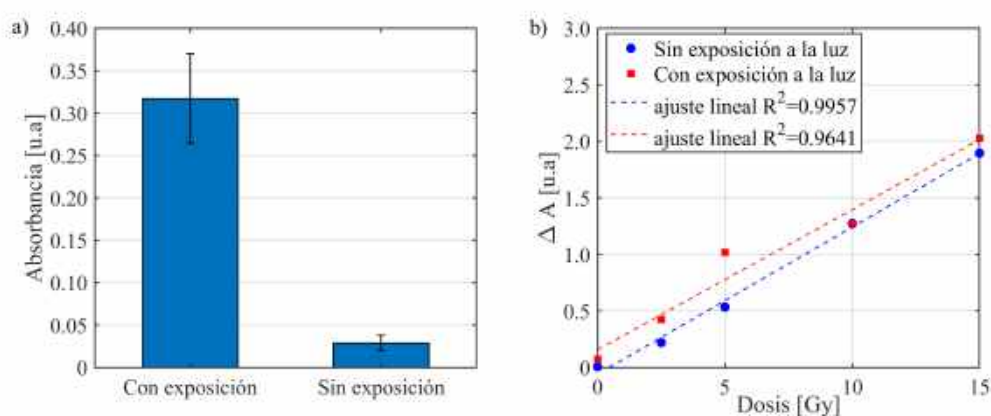 a)
0.40
0.35
0.30
0.25
0.20
0.15
0.10
0.05
0
Absorbancia [u.a]
Con exposición
Sin exposición
b)
3.0
2.5
2.0
1.5
1.0
0.5
0
Δ A [u.a]
Sin exposición a la luz
Con exposición a la luz
ajuste lineal R²=0.9957
ajuste lineal R²=0.9641
0
5
10
15
Dosis [Gy]